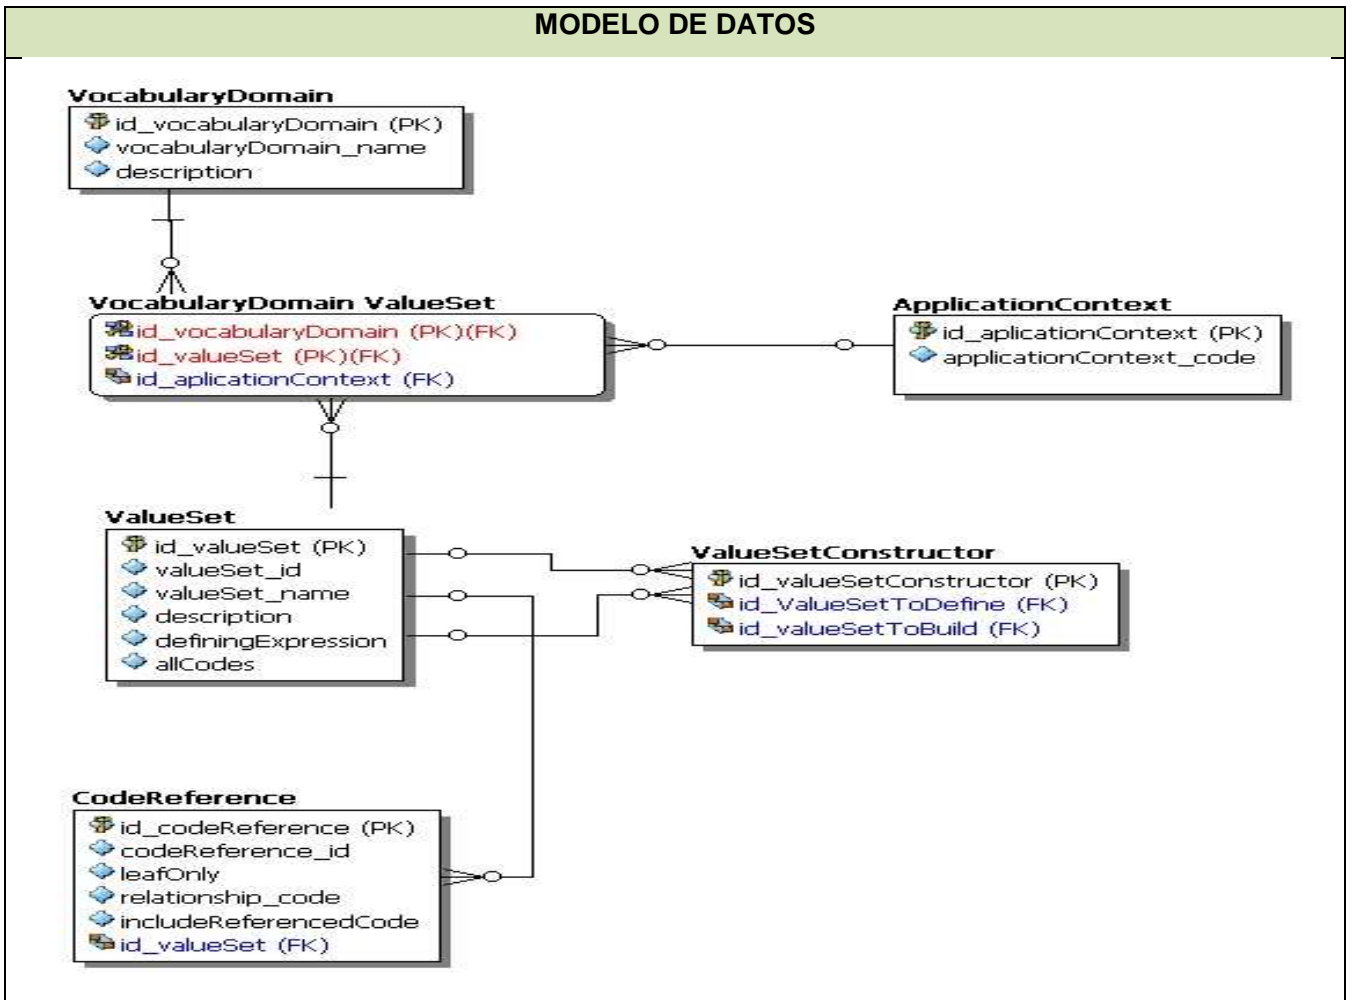 MODELO DE DATOS
VocabularyDomain
id_vocabularyDomain (PK)
vocabularyDomain_name
description
VocabularyDomain ValueSet
id_vocabularyDomain (PK)(FK)
id_valueSet (PK)(FK)
id_aplicationContext (FK)
ApplicationContext
id_aplicationContext (PK)
applicationContext_code
ValueSet
id_valueSet (PK)
valueSet_id
valueSet_name
description
definingExpression
allCodes
ValueSetConstructor
id_valueSetConstructor (PK)
id_ValueSetToDefine (FK)
id_valueSetToBuild (FK)
CodeReference
id_codeReference (PK)
codeReference_id
leafOnly
relationship_code
includeReferencedCode
id_valueSet (FK)